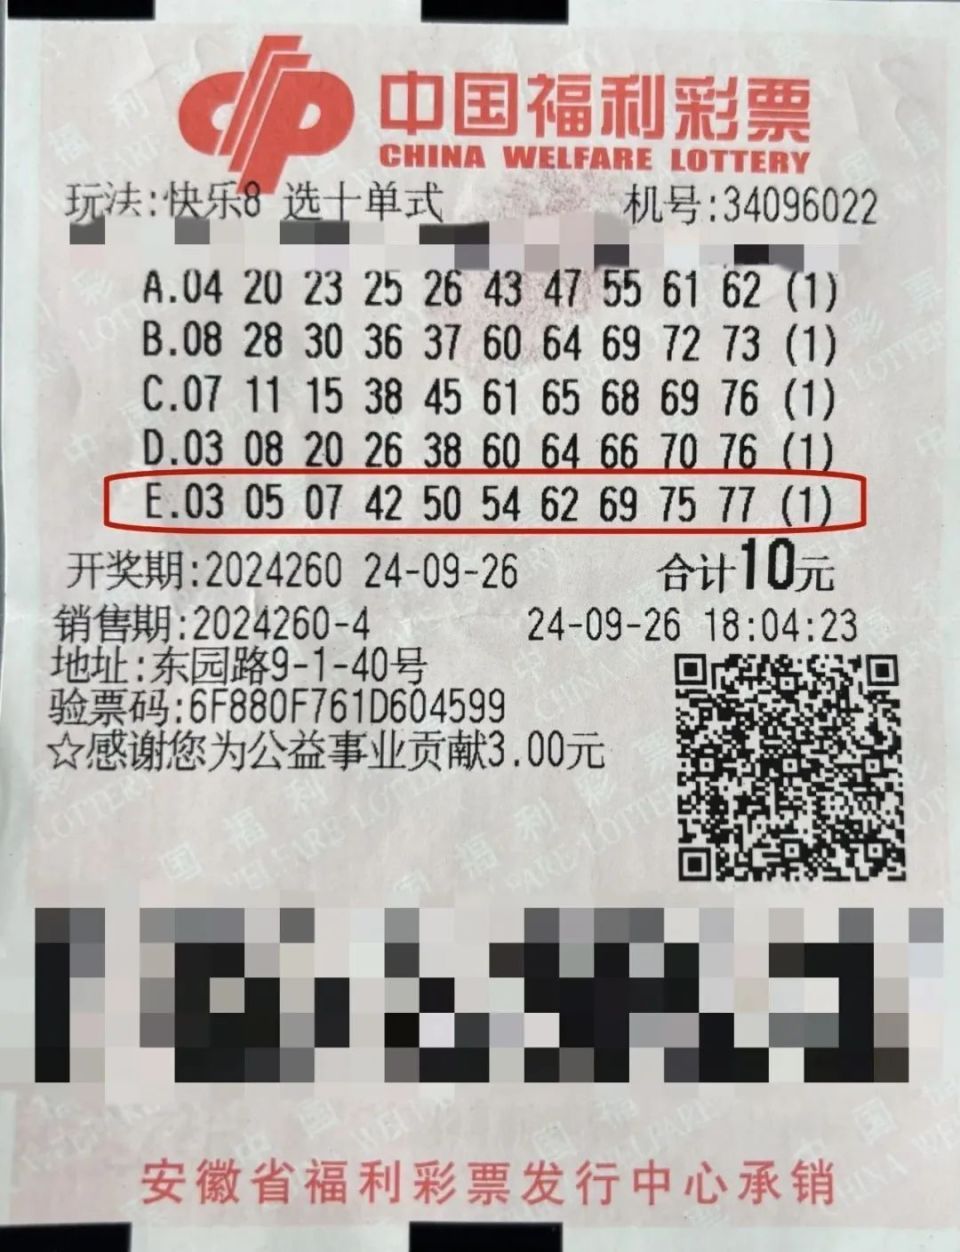 中国福利彩票
CHINA WELFARE LOTTERY
玩法:快乐8 选十单式 机号:34096022
A.04 20 23 25 26 43 47 55 61 62 (1)
B.08 28 30 36 37 60 64 69 72 73 (1)
C.07 11 15 38 45 61 65 68 69 76 (1)
D.03 08 20 26 38 60 64 66 70 76 (1)
E.03 05 07 42 50 54 62 69 75 77 (1)
开奖期:2024260 24-09-26 合计10元
销售期:2024260-4 24-09-26 18:04:23
地址:东园路9-1-40号
验票码:6F880F761D604599
☆感谢您为公益事业贡献3.00元
安徽省福利彩票发行中心承销